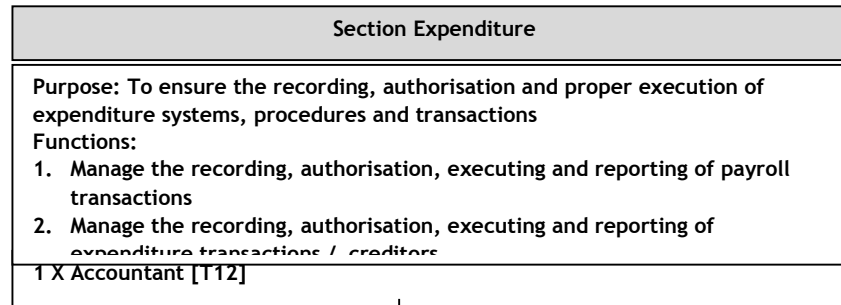 Section Expenditure
Purpose: To ensure the recording, authorisation and proper execution of
expenditure systems, procedures and transactions
Functions:
1. Manage the recording, authorisation, executing and reporting of payroll
transactions
2. Manage the recording, authorisation, executing and reporting of
expenditure transactions / creditors
1 X Accountant [T12]